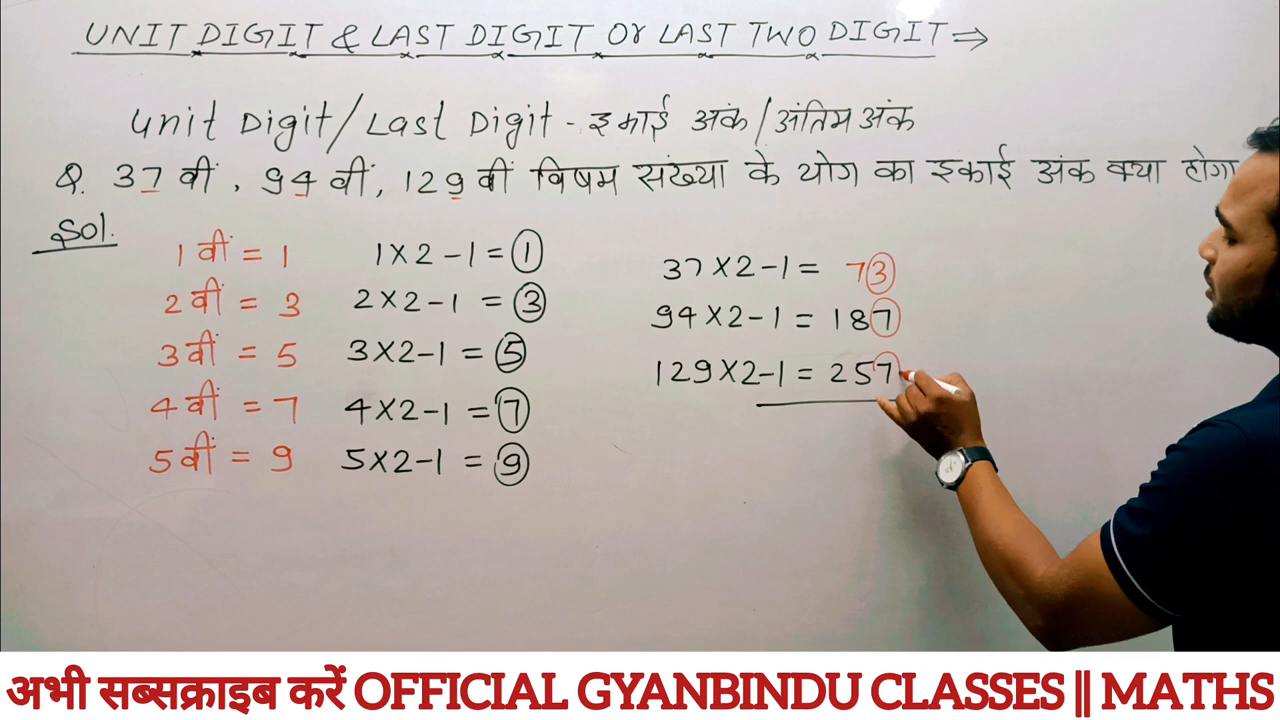 UNIT DIGIT & LAST DIGIT Or LAST TWO DIGIT ⇒
Unit Digit/Last Digit - इकाई अंक/अंतिम अंक
Q. 37 वीं, 94 वीं, 129 वीं विषम संख्या के योग का इकाई अंक क्या होगा
Sol.
1 वीं = 1
2 वीं = 3
3 वीं = 5
4 वीं = 7
5 वीं = 9
1×2-1=1
2×2-1=3
3×2-1=5
4×2-1=7
5×2-1=9
37×2-1= 73
94×2-1=187
129×2-1=257
अभी सब्सक्राइब करें OFFICIAL GYANBINDU CLASSES || MATHS